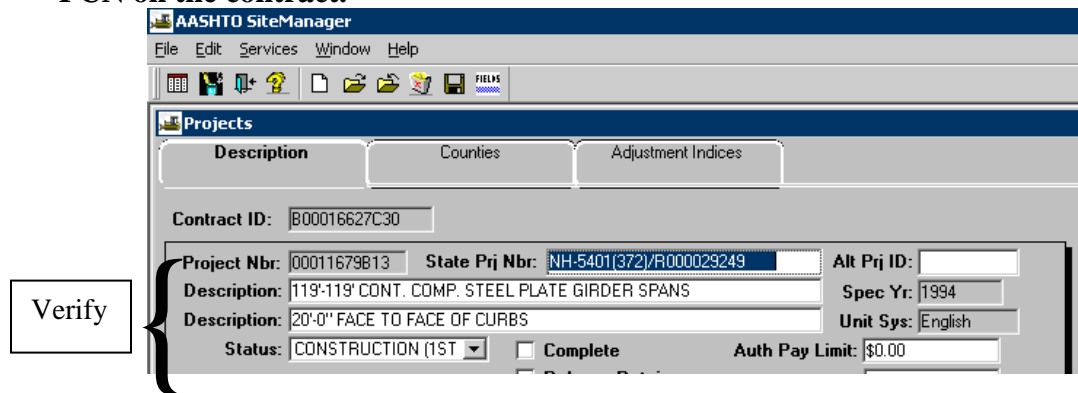 on the contract.
AASHTO SiteManager
File Edit Services Window Help
FIELDS
Projects
Description Counties Adjustment Indices
Contract ID: B00016627C30
Project Nbr: 00011679B13 State Prj Nbr: NH-5401(372)/R000029249 Alt Prj ID:
Description: 119'-119' CONT. COMP. STEEL PLATE GIRDER SPANS Spec Yr: 1994
Verify
Description: 20'-0" FACE TO FACE OF CURBS Unit Sys: English
Status: CONSTRUCTION (1ST Complete Auth Pay Limit: $0.00